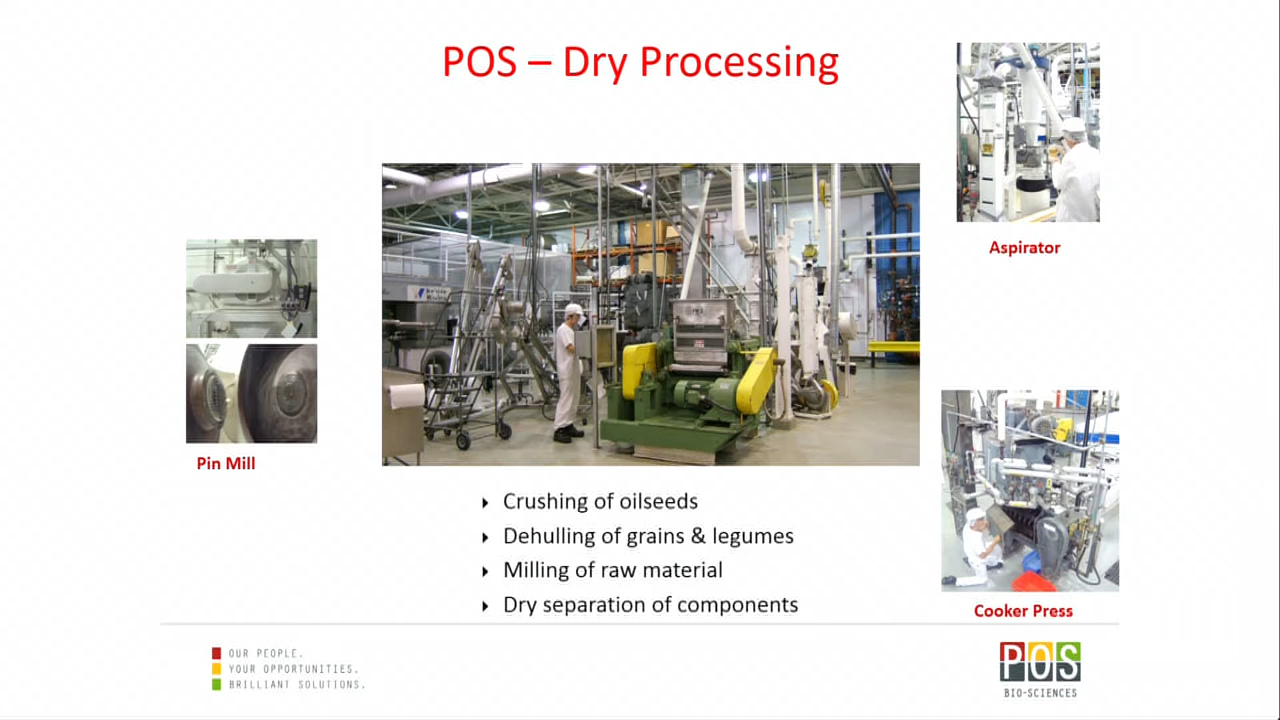 POS – Dry Processing
Aspirator
Pin Mill
Crushing of oilseeds
Dehulling of grains & legumes
Milling of raw material
Dry separation of components
Cooker Press
OUR PEOPLE.
YOUR OPPORTUNITIES.
BRILLIANT SOLUTIONS.
POS
BIO-SCIENCES